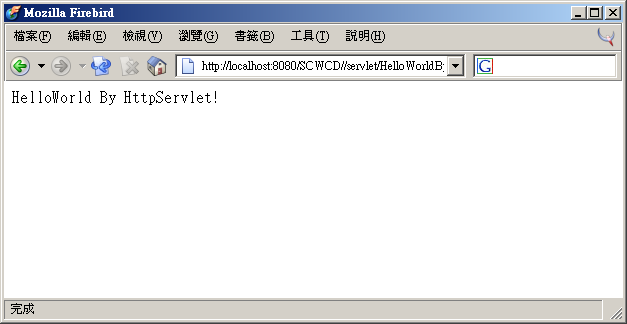 Mozilla Firebird
檔案(F) 編輯(E) 檢視(V) 瀏覽(G) 書籤(B) 工具(T) 說明(H)
http://localhost:8080/SCWCD//servlet/HelloWorldB G
HelloWorld By HttpServlet!
完成